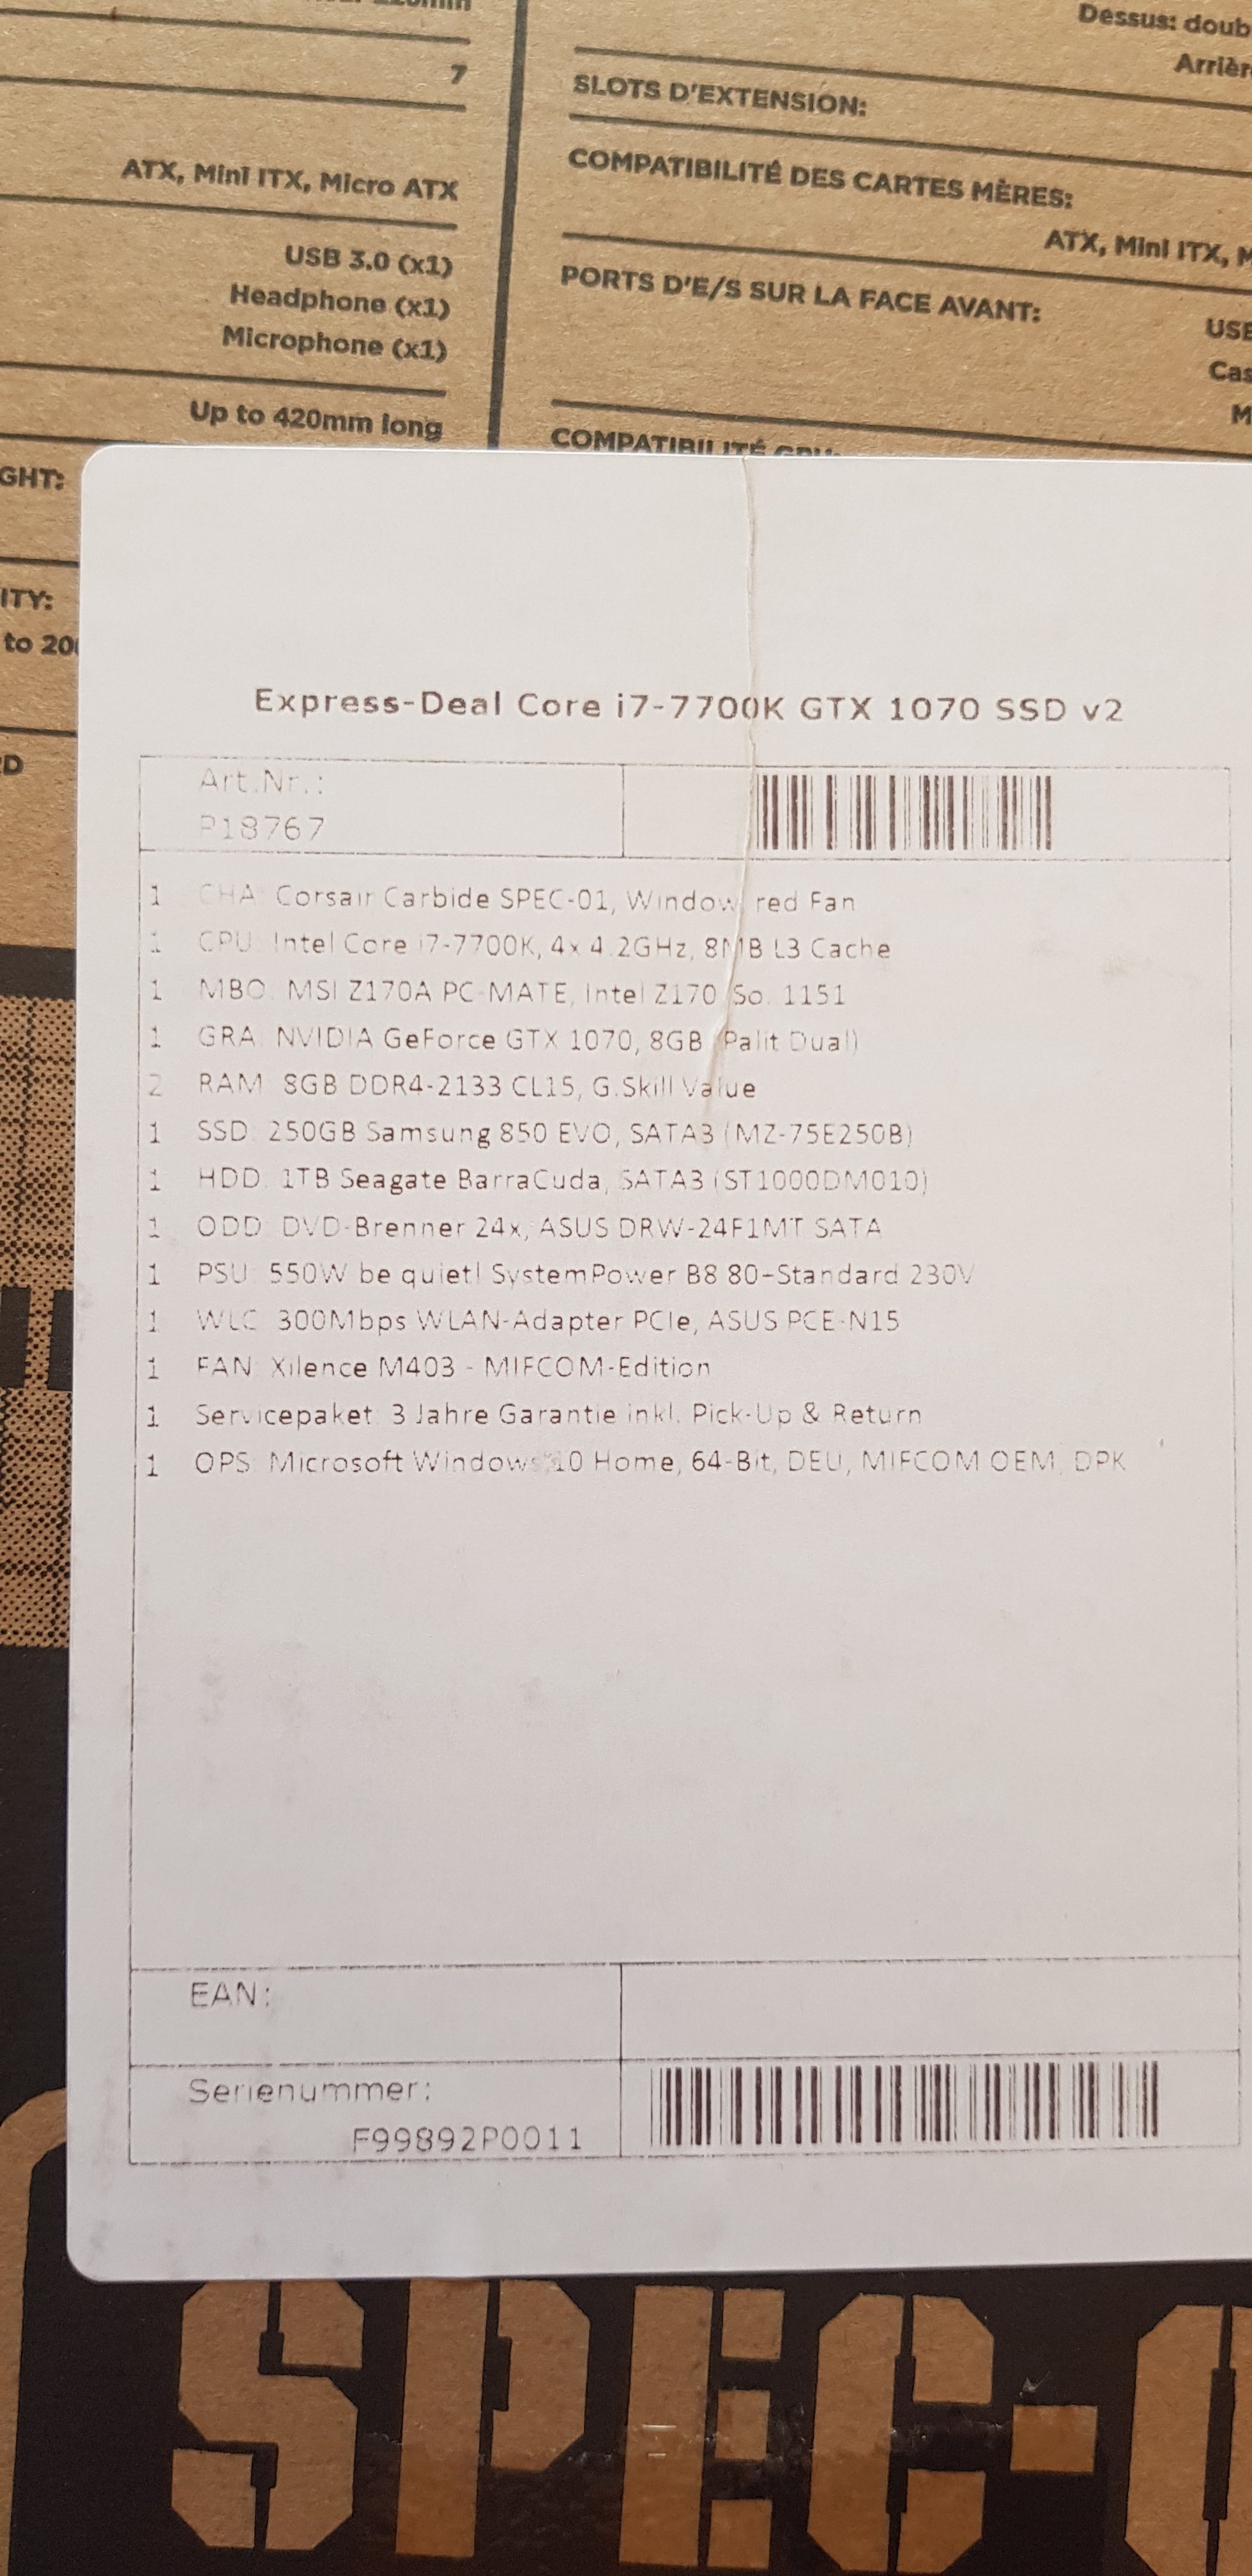 7
ATX, Mini ITX, Micro ATX
USB 3.0 (x1)
Headphone (x1)
Microphone (x1)
Up to 420mm long
GHT:
ITY:
to 20
Dessus:
SLOTS D'EXTENSION:
COMPATIBILITÉ DES CARTES MÈRES:
ATX, Mini ITX,
PORTS D'E/S SUR LA FACE AVANT:
COMPATIBILITÉ GPU:
Express-Deal Core i7-7700K GTX 1070 SSD v2
Art.Nr.:
P18767
1 CHA: Corsair Carbide SPEC-01, Window, red Fan
1 CPU: Intel Core i7-7700K, 4x 4.2GHz, 8MB L3 Cache
1 MBO: MSI Z170A PC-MATE, Intel Z170, So. 1151
1 GRA: NVIDIA GeForce GTX 1070, 8GB (Palit Dual)
2 RAM: 8GB DDR4-2133 CL15, G.Skill Value
1 SSD: 250GB Samsung 850 EVO, SATA3 (MZ-75E250B)
1 HDD: 1TB Seagate BarraCuda, SATA3 (ST1000DM010)
1 ODD: DVD-Brenner 24x, ASUS DRW-24F1MT SATA
1 PSU: 550W be quiet! SystemPower B8 80+Standard 230V
1 WLC: 300Mbps WLAN-Adapter PCIe, ASUS PCE-N15
1 FAN: Xilence M403 - MIFCOM-Edition
1 Servicepaket: 3 Jahre Garantie inkl. Pick-Up & Return
1 OPS: Microsoft Windows 10 Home, 64-Bit, DEU, MIFCOM OEM, DPK
EAN:
Serienummer:
F99892P0011
SPEC-0